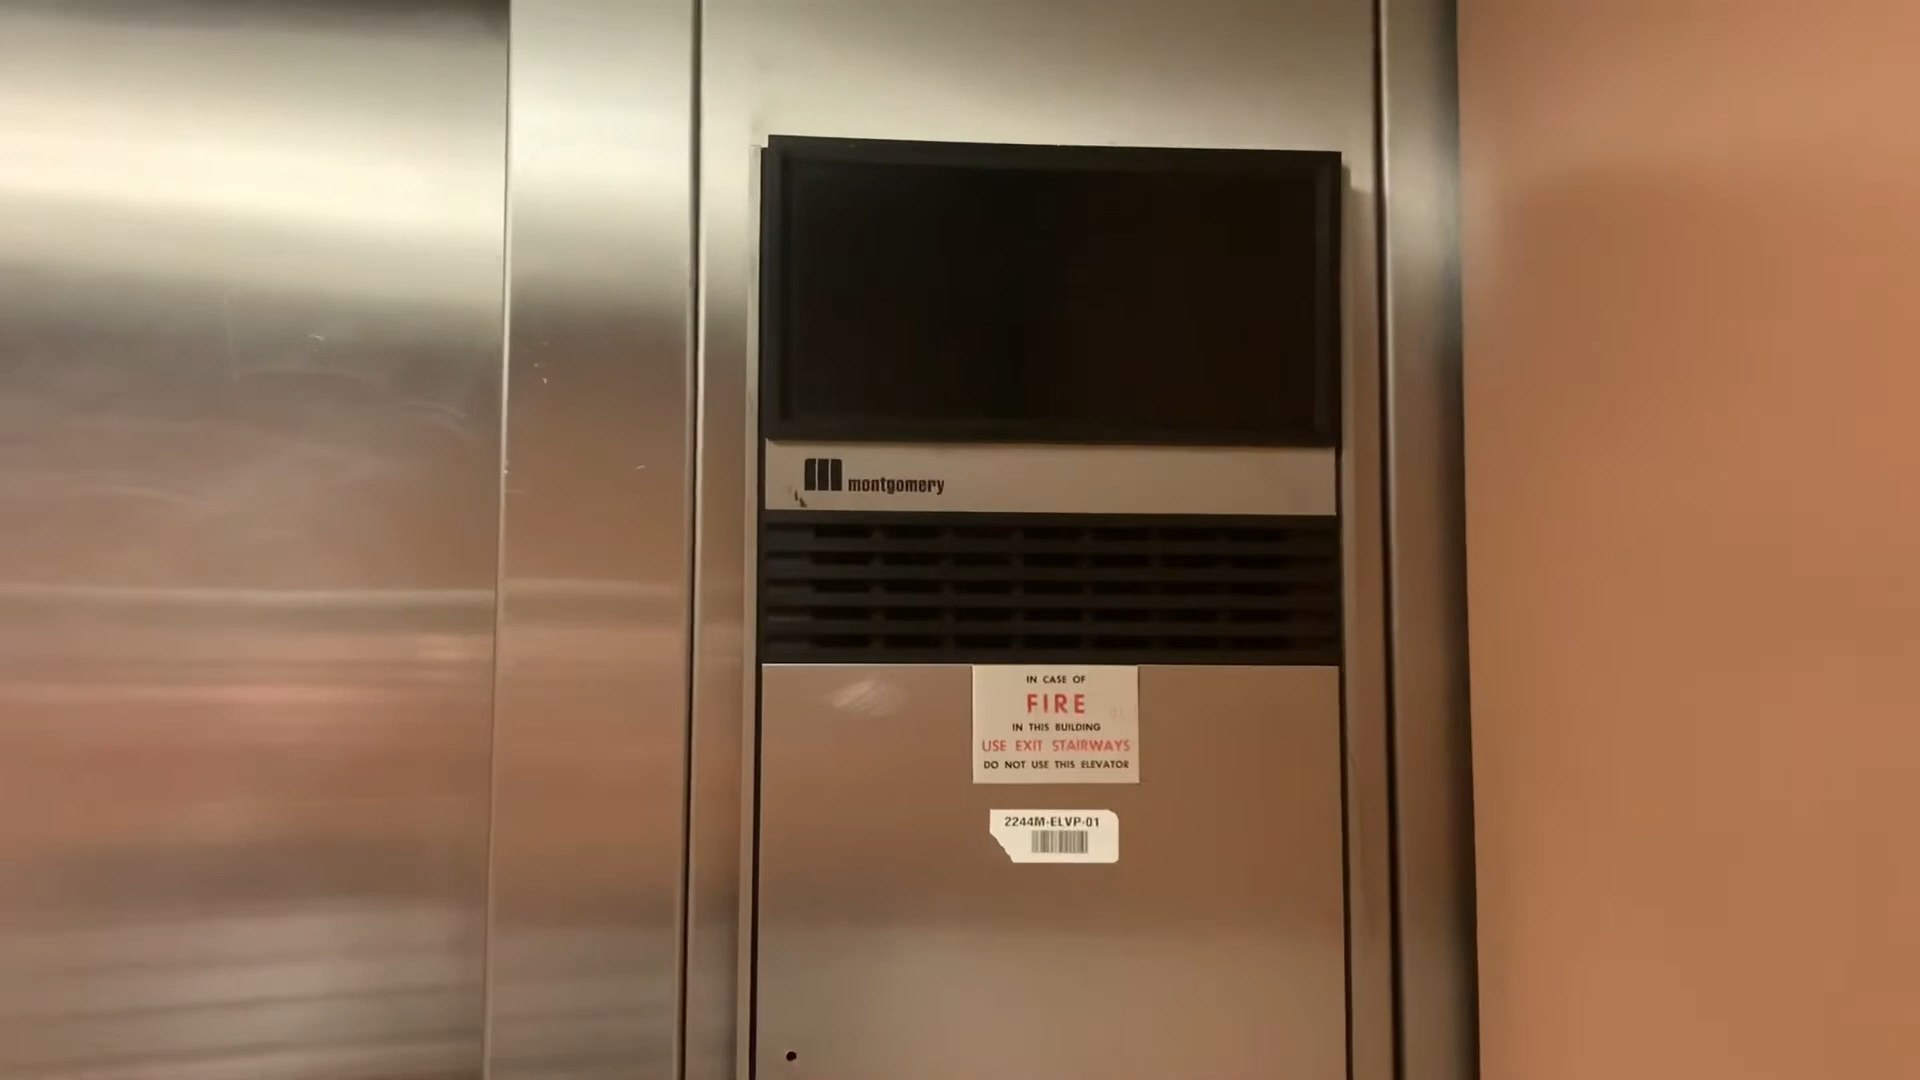 montgomery
IN CASE OF
FIRE
IN THIS BUILDING
USE EXIT STAIRWAYS
DO NOT USE THIS ELEVATOR
2244M-ELVP-01